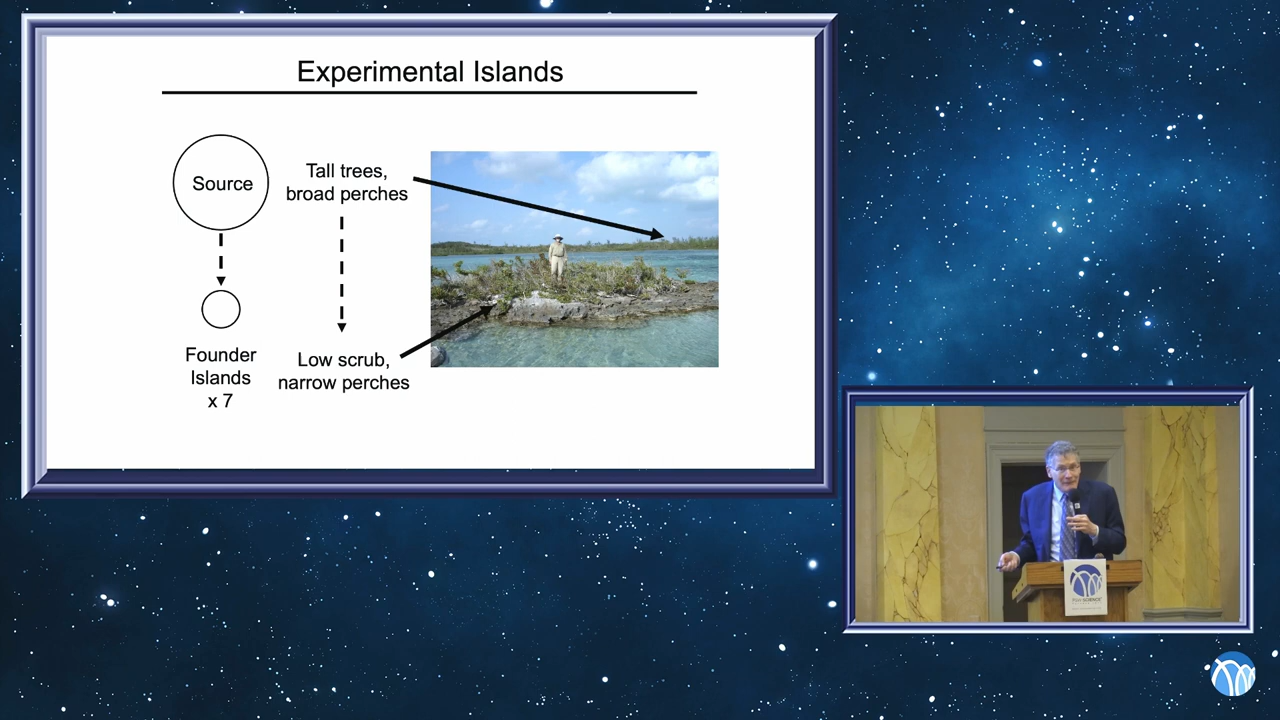 Experimental Islands
Source
Tall trees,
broad perches
Founder
Islands
x 7
Low scrub,
narrow perches